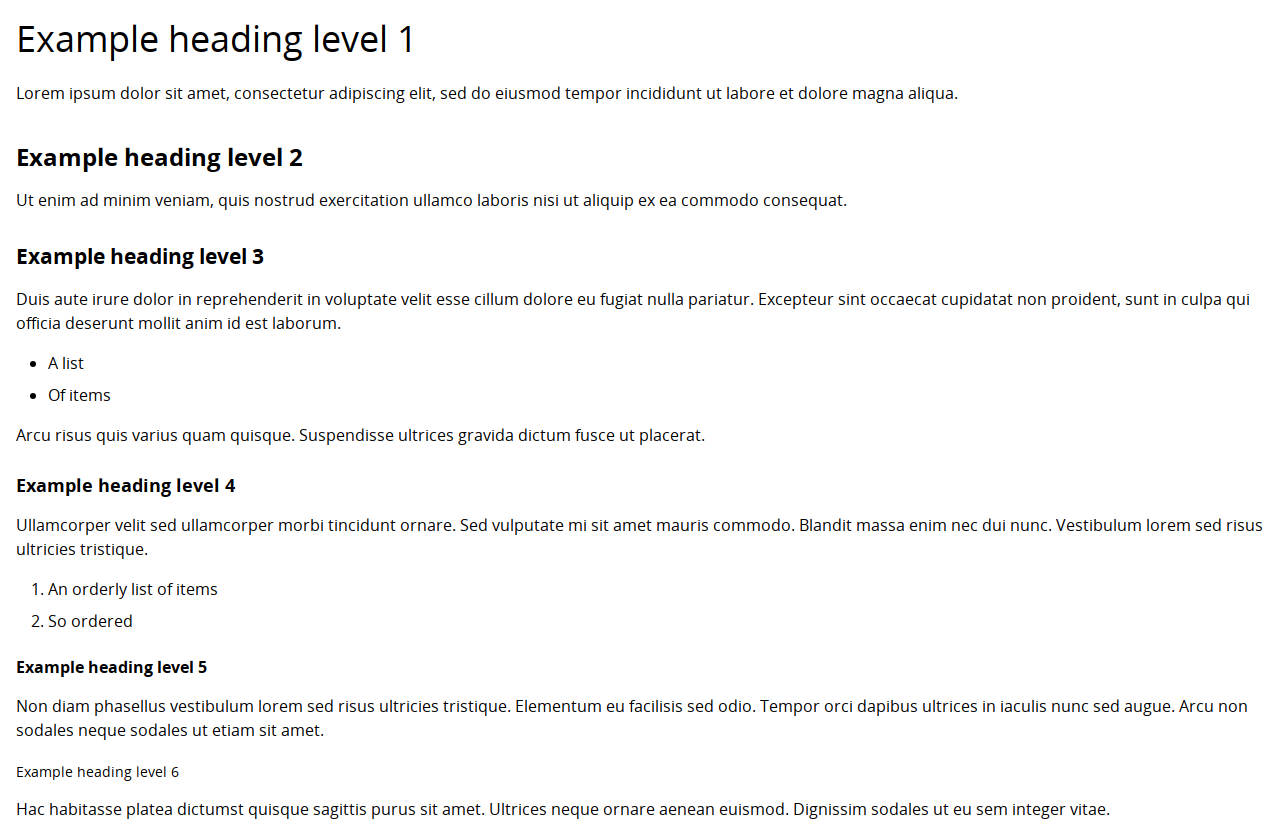 Example heading level 1
Lorem ipsum dolor sit amet, consectetur adipiscing elit, sed do eiusmod tempor incididunt ut labore et dolore magna aliqua.
Example heading level 2
Ut enim ad minim veniam, quis nostrud exercitation ullamco laboris nisi ut aliquip ex ea commodo consequat.
Example heading level 3
Duis aute irure dolor in reprehenderit in voluptate velit esse cillum dolore eu fugiat nulla pariatur. Excepteur sint occaecat cupidatat non proident, sunt in culpa qui
officia deserunt mollit anim id est laborum.
• A list
• Of items
Arcu risus quis varius quam quisque. Suspendisse ultrices gravida dictum fusce ut placerat.
Example heading level 4
Ullamcorper velit sed ullamcorper morbi tincidunt ornare. Sed vulputate mi sit amet mauris commodo. Blandit massa enim nec dui nunc. Vestibulum lorem sed risus
ultricies tristique.
1. An orderly list of items
2. So ordered
Example heading level 5
Non diam phasellus vestibulum lorem sed risus ultricies tristique. Elementum eu facilisis sed odio. Tempor orci dapibus ultrices in iaculis nunc sed augue. Arcu non
sodales neque sodales ut etiam sit amet.
Example heading level 6
Hac habitasse platea dictumst quisque sagittis purus sit amet. Ultrices neque ornare aenean euismod. Dignissim sodales ut eu sem integer vitae.